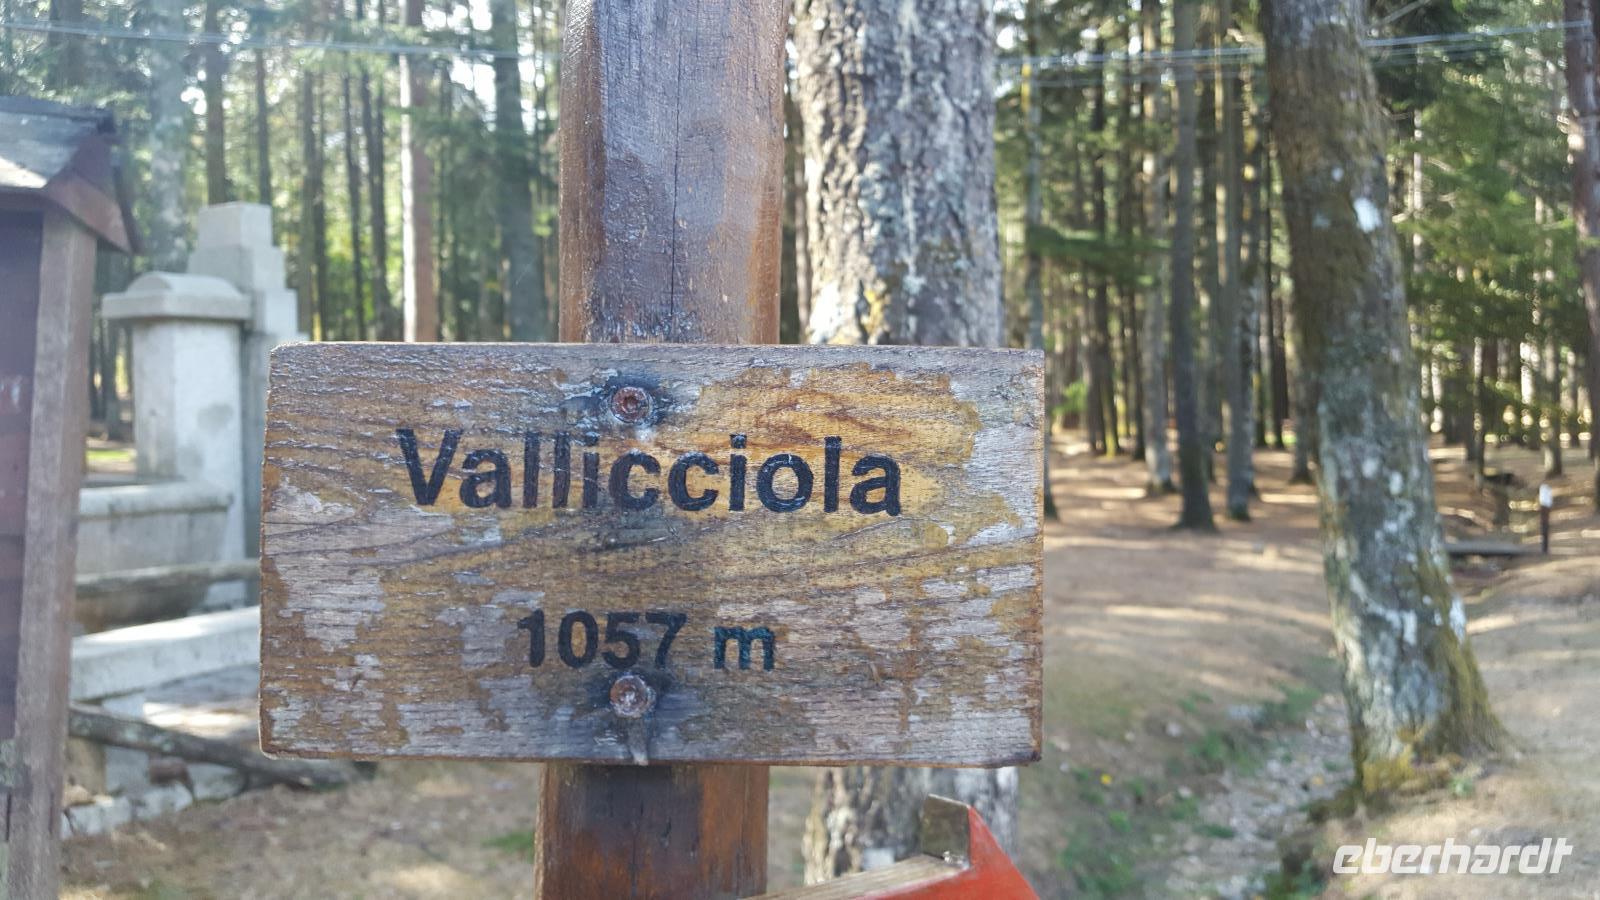 Vallicciola
1057 m
eberhardt